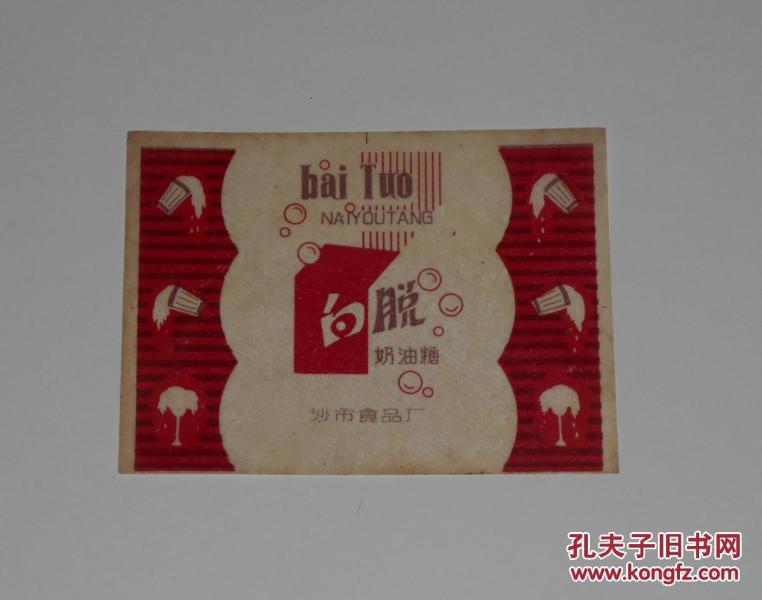 bai Tuo
NAIYOUTANG
白脱
奶油糖
沙市食品厂
孔夫子旧书网
www.kongfz.com